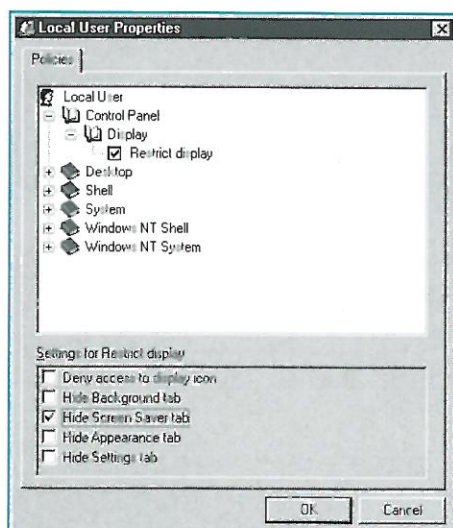 Local User Properties
Policies
Local User
Control Panel
Display
Restrict display
Desktop
Shell
System
Windows NT Shell
Windows NT System
Settings for Restrict display
Deny access to display icon
Hide Background tab
Hide Screen Saver tab
Hide Appearance tab
Hide Settings tab
OK
Cancel